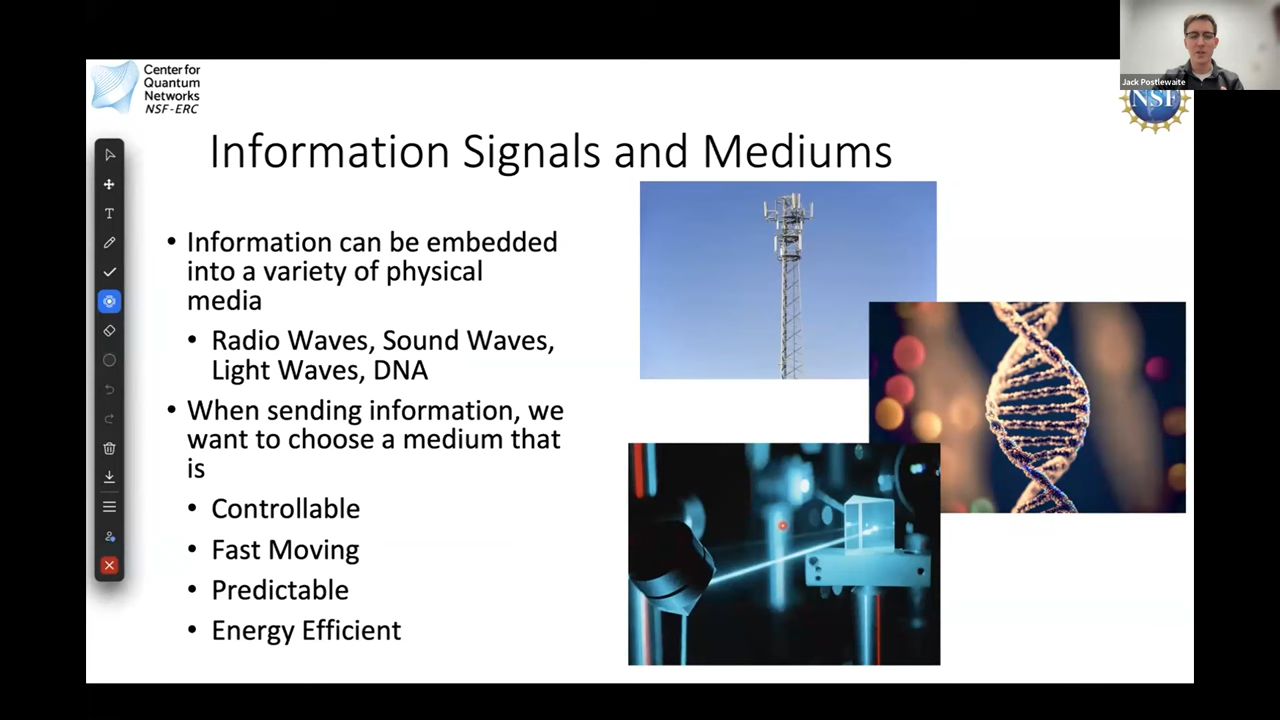 Center for
Quantum
Networks
NSF-ERC
Jack Postlewaite
NSF
Information Signals and Mediums
• Information can be embedded
into a variety of physical
media
• Radio Waves, Sound Waves,
Light Waves, DNA
• When sending information, we
want to choose a medium that
is
• Controllable
• Fast Moving
• Predictable
• Energy Efficient
T